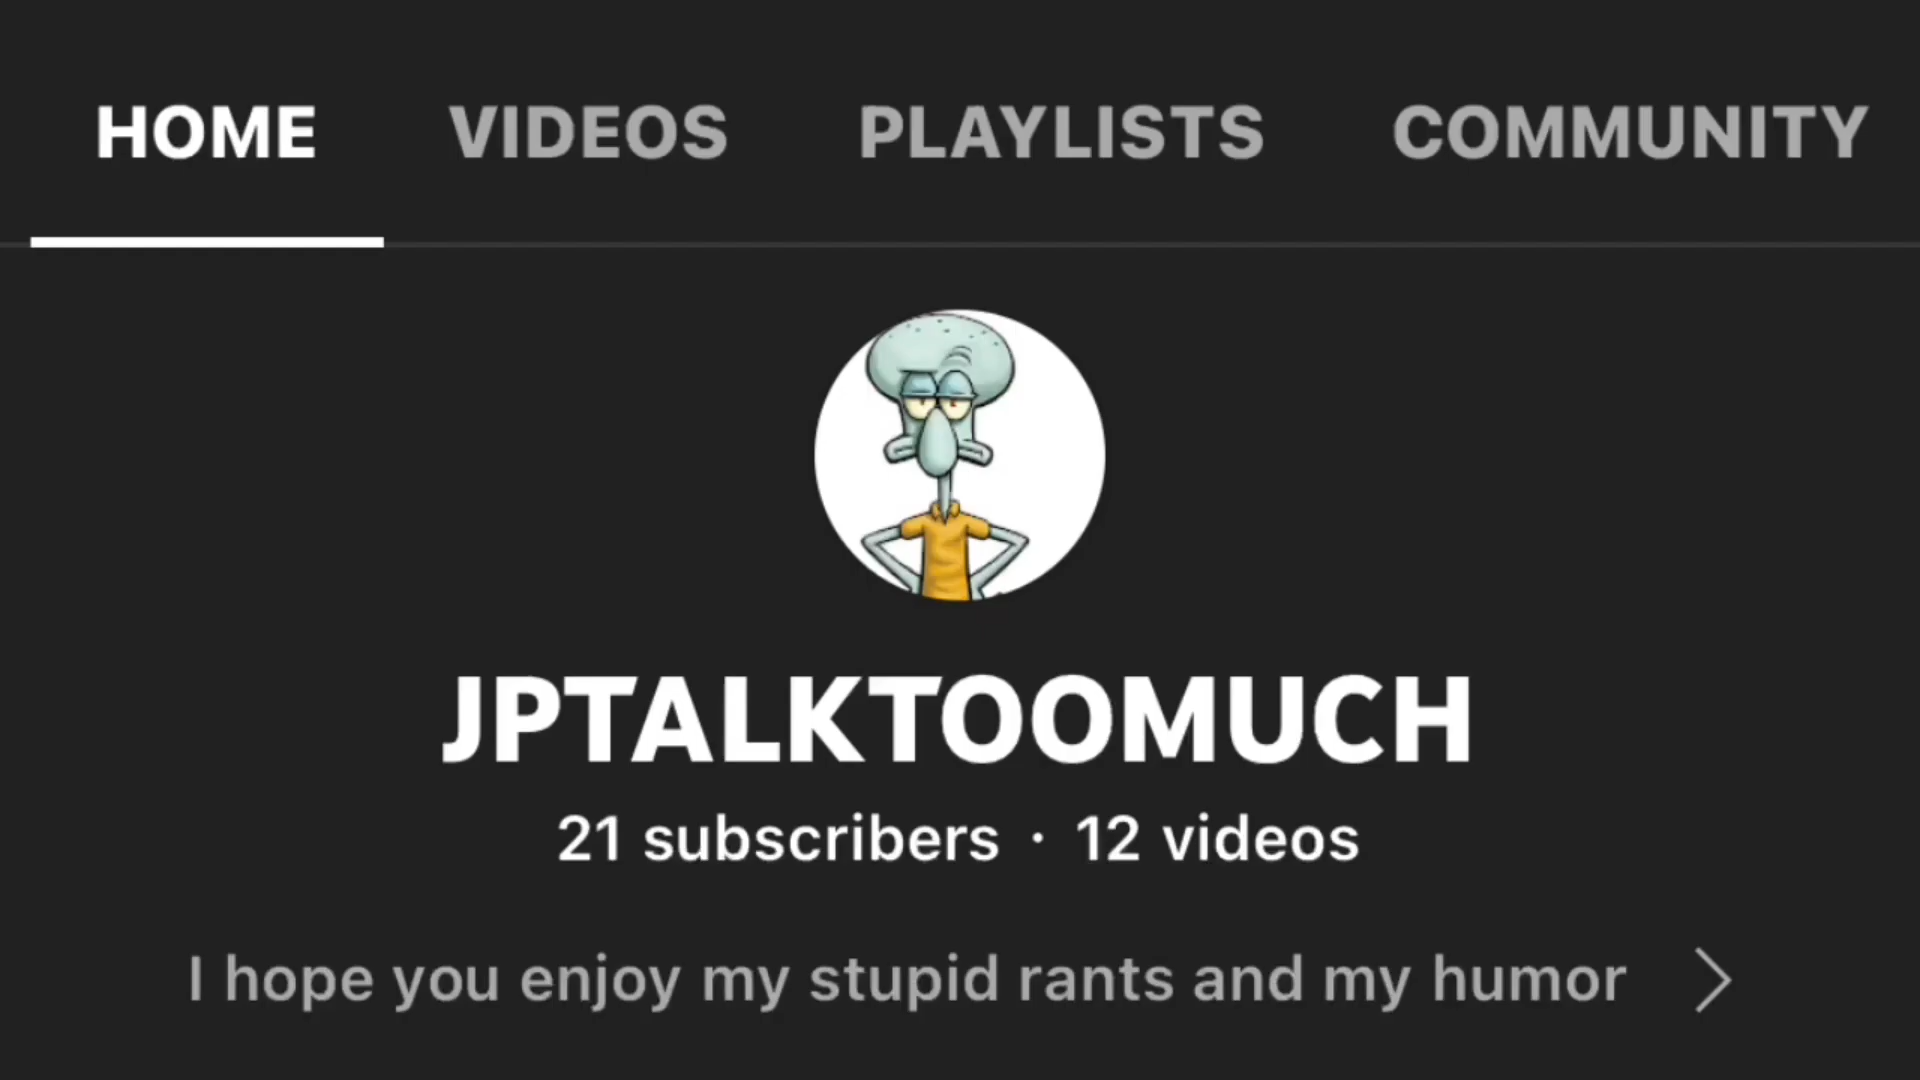 HOME VIDEOS PLAYLISTS COMMUNITY
JPTALKTOOMUCH
21 subscribers · 12 videos
I hope you enjoy my stupid rants and my humor